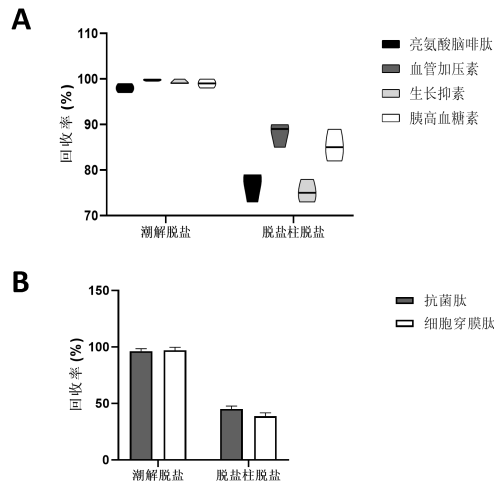 A
110
100
90
80
70
回收率 (%)
潮解脱盐
脱盐柱脱盐
亮氨酸脑啡肽
血管加压素
生长抑素
胰高血糖素
B
150
100
50
0
回收率 (%)
潮解脱盐
脱盐柱脱盐
抗菌肽
细胞穿膜肽